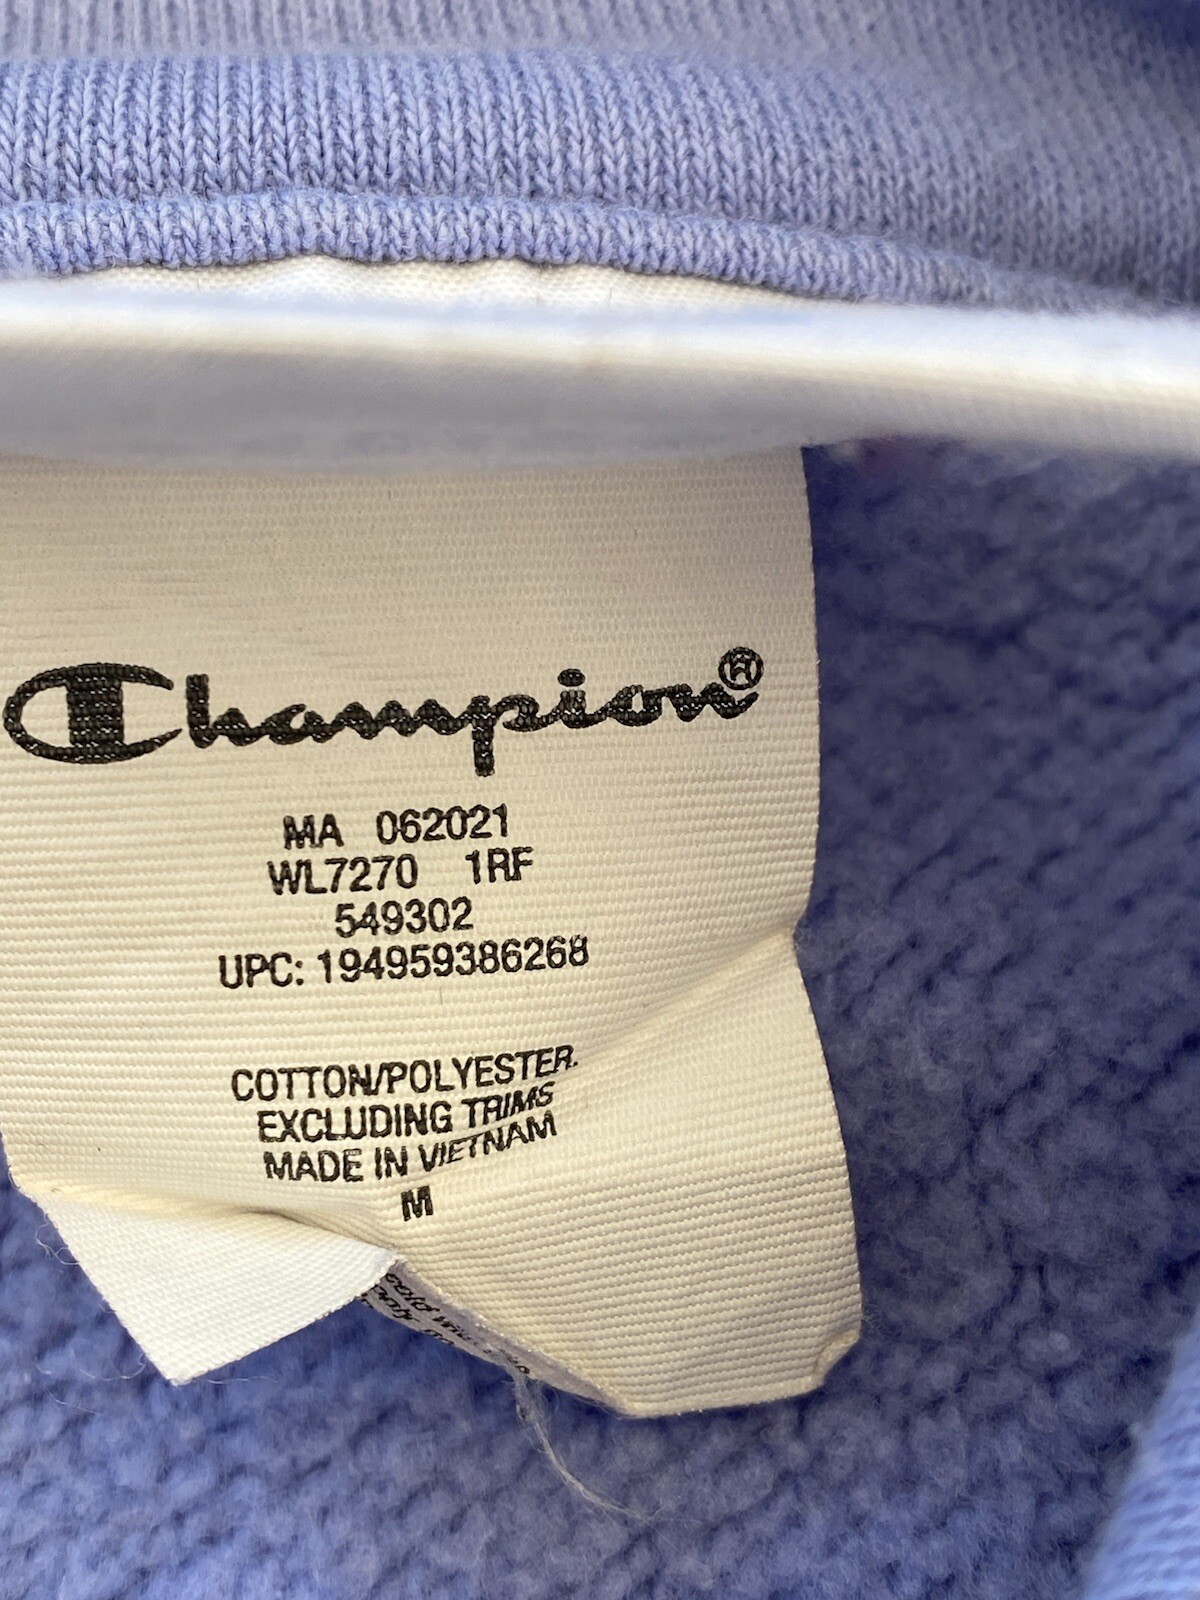 Champion®
MA 062021
WL7270 1RF
549302
UPC: 194959386268
COTTON/POLYESTER.
EXCLUDING TRIMS
MADE IN VIETNAM
M